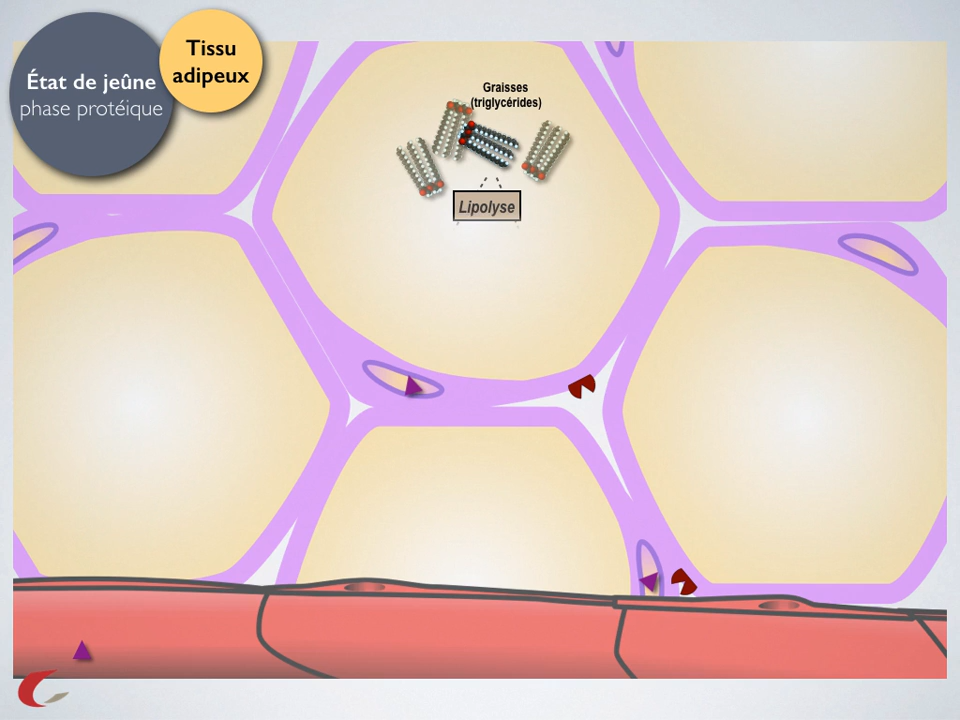 État de jeûne
phase protéique
Tissu
adipeux
Graisses
(triglycérides)
Lipolyse